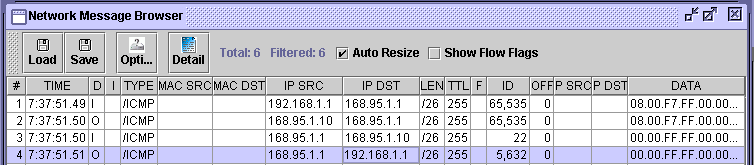 Network Message Browser
Load Save Opti... Detail Total: 6 Filtered: 6 Auto Resize Show Flow Flags
# TIME D I TYPE MAC SRC MAC DST IP SRC IP DST LEN TTL F ID OFF P SRC P DST DATA
1 7:37:51.49 I /ICMP 192.168.1.1 168.95.1.1 /26 255 65,535 0 08.00.F7.FF.00.00...
2 7:37:51.50 O /ICMP 168.95.1.10 168.95.1.1 /26 255 65,535 0 08.00.F7.FF.00.00...
3 7:37:51.50 I /ICMP 168.95.1.1 168.95.1.10 /26 255 22 0 00.00.FF.FF.00.00...
4 7:37:51.51 O /ICMP 168.95.1.1 192.168.1.1 /26 255 5,632 0 00.00.FF.FF.00.00...